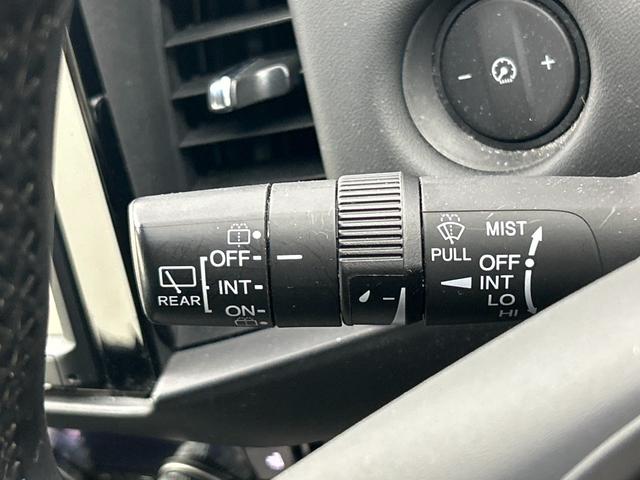 - +
REAR
OFF
INT
ON
-
PULL
MIST
OFF
INT
LO
HI